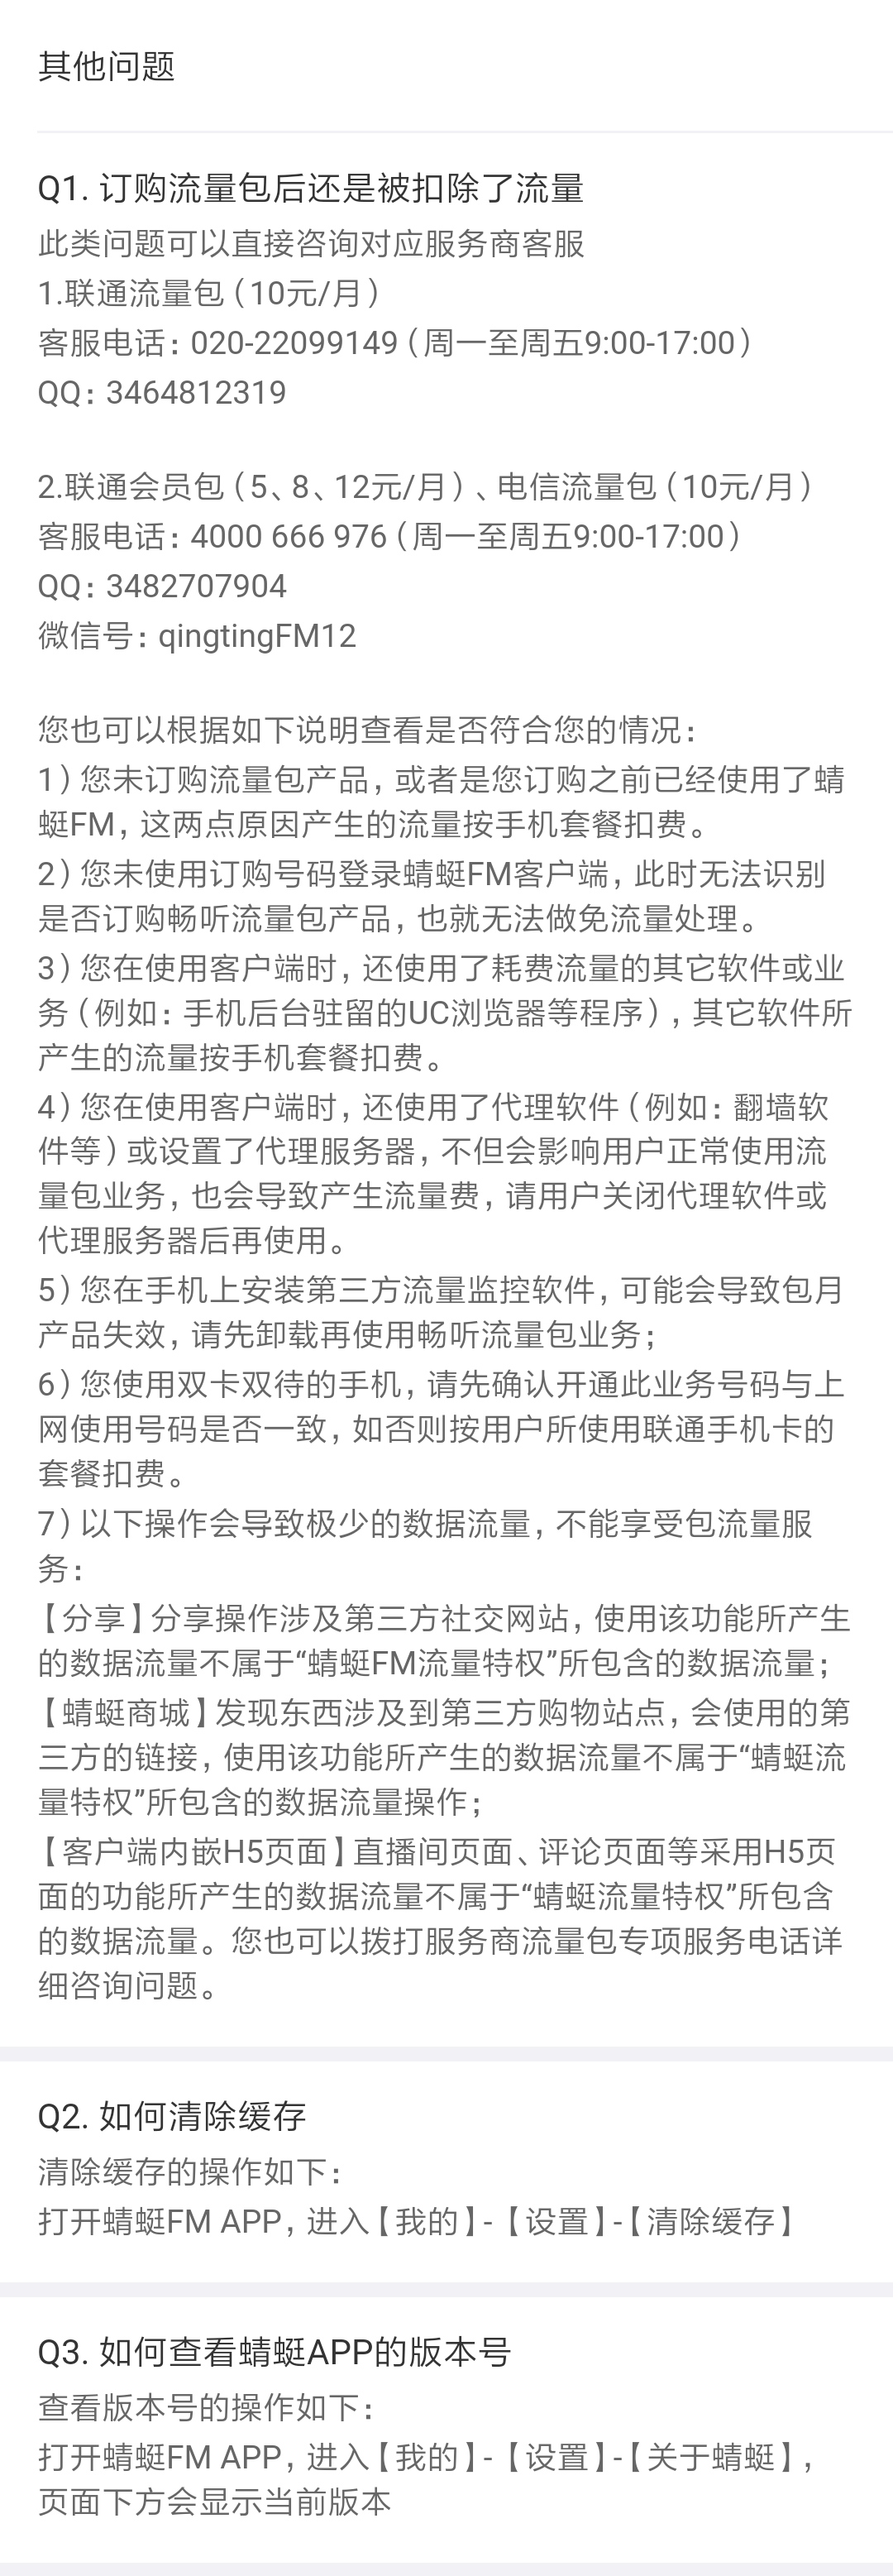 其他问题
Q1. 订购流量包后还是被扣除了流量
此类问题可以直接咨询对应服务商客服
1.联通流量包（10元/月）
客服电话：020-22099149（周一至周五9:00-17:00）
QQ：3464812319
2.联通会员包（5、8、12元/月）、电信流量包（10元/月）
客服电话：4000 666 976（周一至周五9:00-17:00）
QQ：3482707904
微信号：qingtingFM12
您也可以根据如下说明查看是否符合您的情况：
1）您未订购流量包产品，或者是您订购之前已经使用了蜻
蜓FM，这两点原因产生的流量按手机套餐扣费。
2）您未使用订购号码登录蜻蜓FM客户端，此时无法识别
是否订购畅听流量包产品，也就无法做免流量处理。
3）您在使用客户端时，还使用了耗费流量的其它软件或业
务（例如：手机后台驻留的UC浏览器等程序），其它软件所
产生的流量按手机套餐扣费。
4）您在使用客户端时，还使用了代理软件（例如：翻墙软
件等）或设置了代理服务器，不但会影响用户正常使用流
量包业务，也会导致产生流量费，请用户关闭代理软件或
代理服务器后再使用。
5）您在手机上安装第三方流量监控软件，可能会导致包月
产品失效，请先卸载再使用畅听流量包业务；
6）您使用双卡双待的手机，请先确认开通此业务号码与上
网使用号码是否一致，如否则按用户所使用联通手机卡的
套餐扣费。
7）以下操作会导致极少的数据流量，不能享受包流量服
务：
【分享】分享操作涉及第三方社交网站，使用该功能所产生
的数据流量不属于“蜻蜓FM流量特权”所包含的数据流量；
【蜻蜓商城】发现东西涉及到第三方购物站点，会使用的第
三方的链接，使用该功能所产生的数据流量不属于“蜻蜓流
量特权”所包含的数据流量操作；
【客户端内嵌H5页面】直播间页面、评论页面等采用H5页
面的功能所产生的数据流量不属于“蜻蜓流量特权”所包含
的数据流量。您也可以拨打服务商流量包专项服务电话详
细咨询问题。
Q2. 如何清除缓存
清除缓存的操作如下：
打开蜻蜓FM APP，进入【我的】-【设置】-【清除缓存】
Q3. 如何查看蜻蜓APP的版本号
查看版本号的操作如下：
打开蜻蜓FM APP，进入【我的】-【设置】-【关于蜻蜓】，
页面下方会显示当前版本